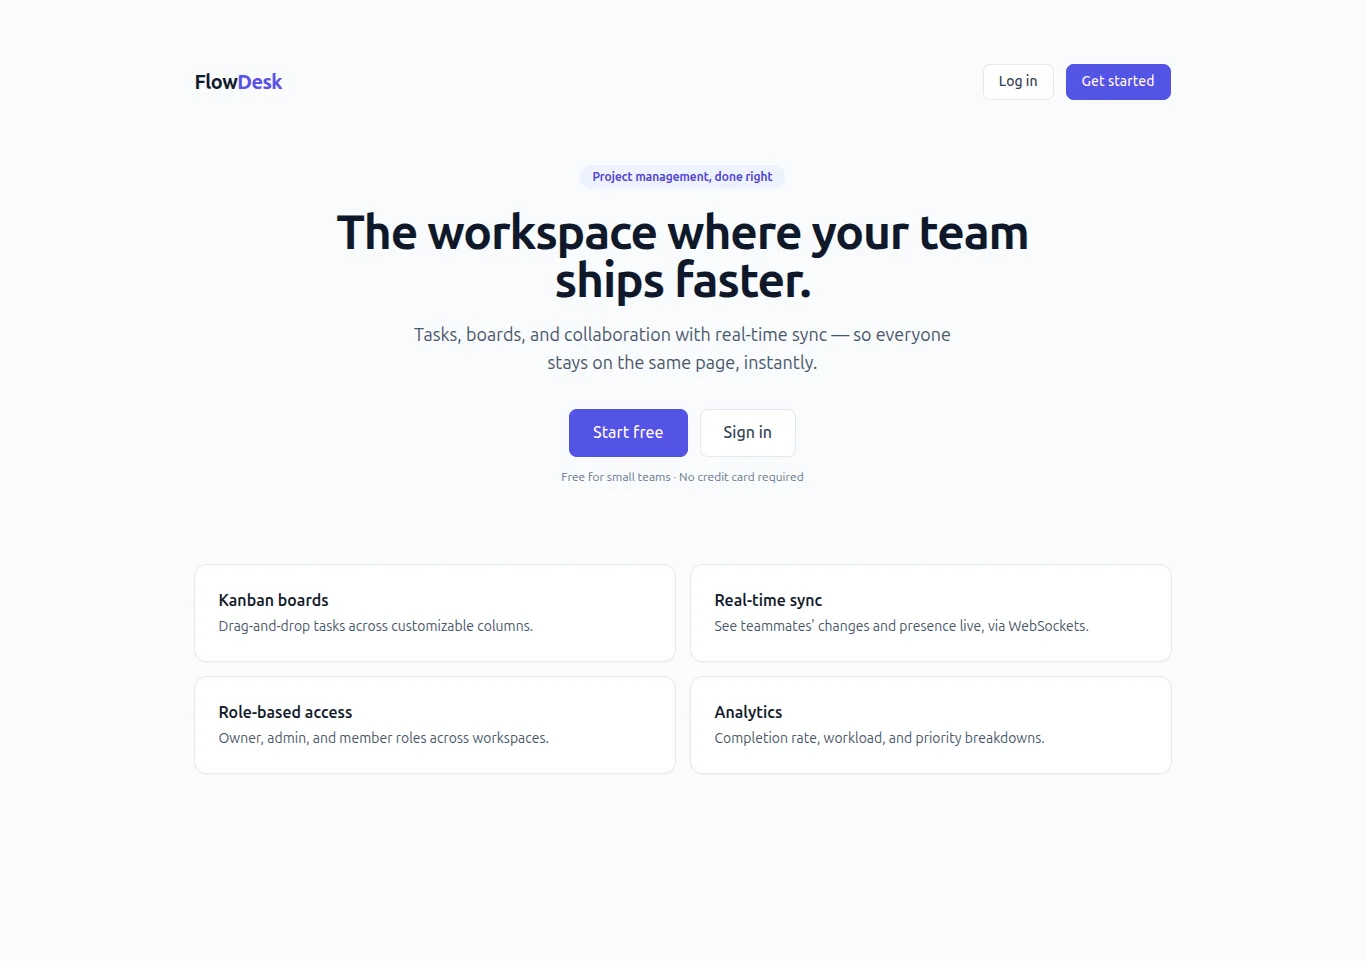 FlowDesk
Log in
Get started
Project management, done right
The workspace where your team
ships faster.
Tasks, boards, and collaboration with real-time sync — so everyone
stays on the same page, instantly.
Start free
Sign in
Free for small teams · No credit card required
Kanban boards
Drag-and-drop tasks across customizable columns.
Real-time sync
See teammates' changes and presence live, via WebSockets.
Role-based access
Owner, admin, and member roles across workspaces.
Analytics
Completion rate, workload, and priority breakdowns.